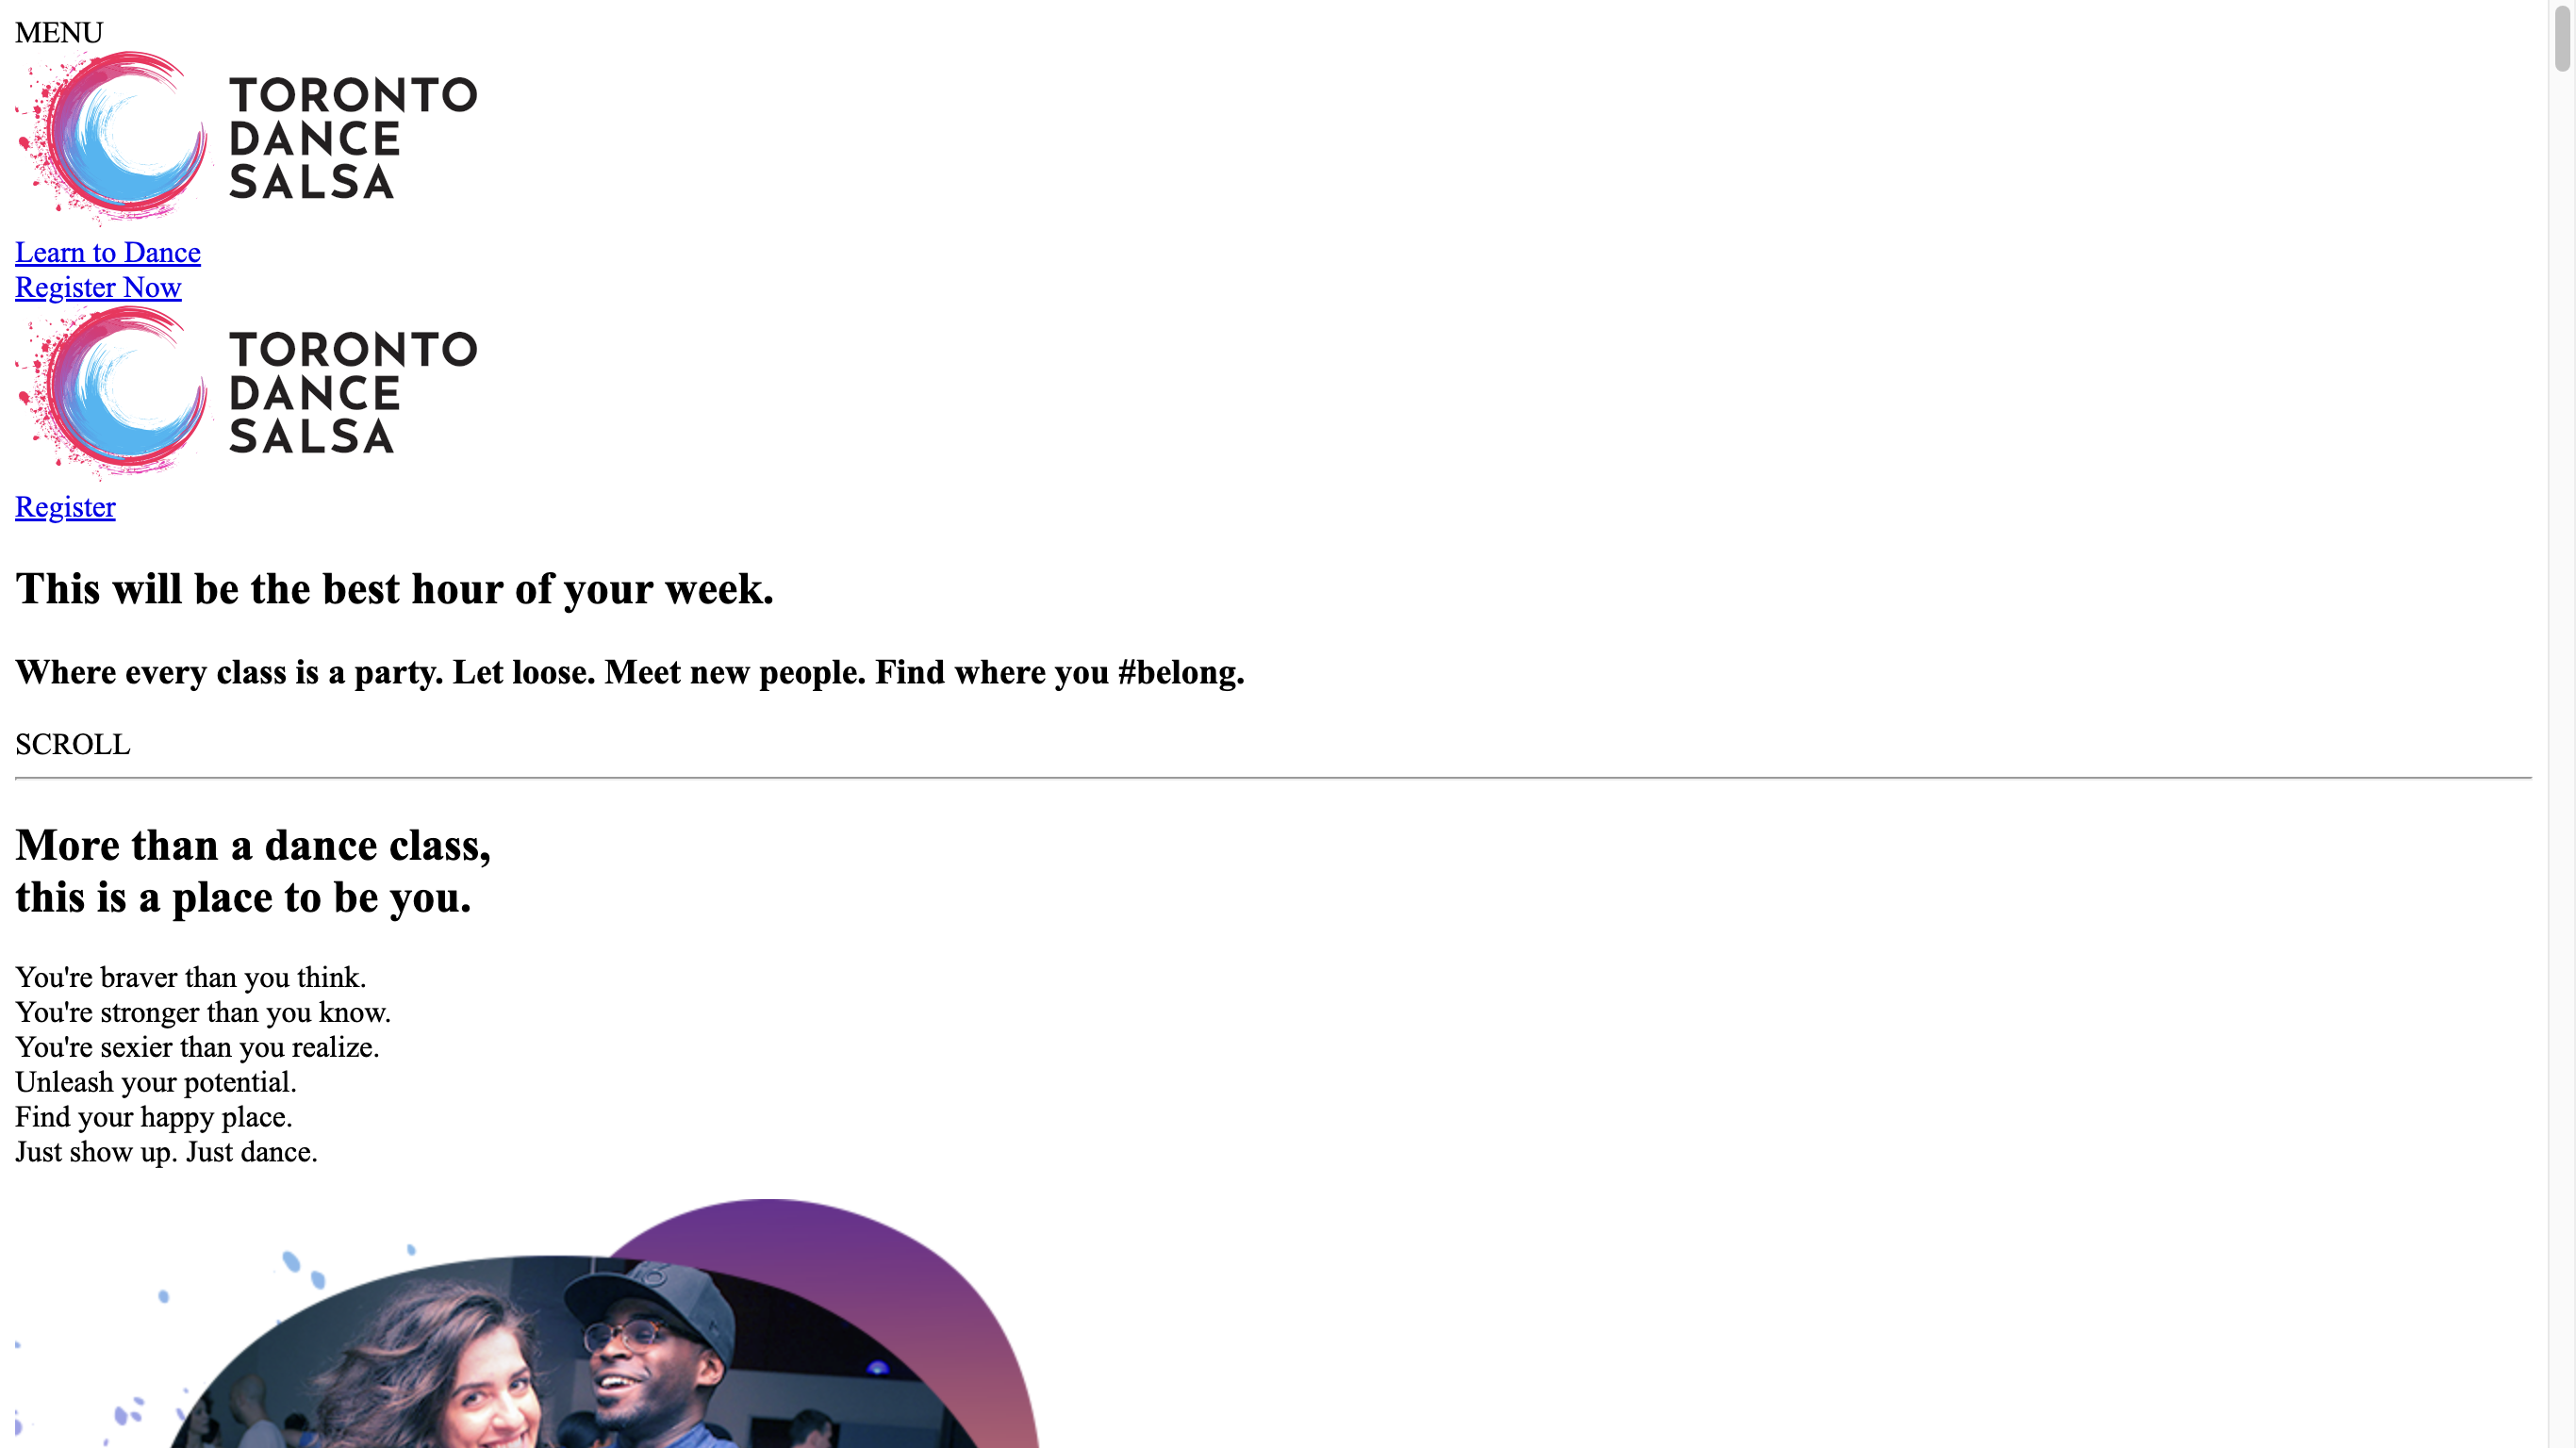 MENU
TORONTO
DANCE
SALSA
Learn to Dance
Register Now
TORONTO
DANCE
SALSA
Register
This will be the best hour of your week.
Where every class is a party. Let loose. Meet new people. Find where you #belong.
SCROLL
More than a dance class,
this is a place to be you.
You're braver than you think.
You're stronger than you know.
You're sexier than you realize.
Unleash your potential.
Find your happy place.
Just show up. Just dance.